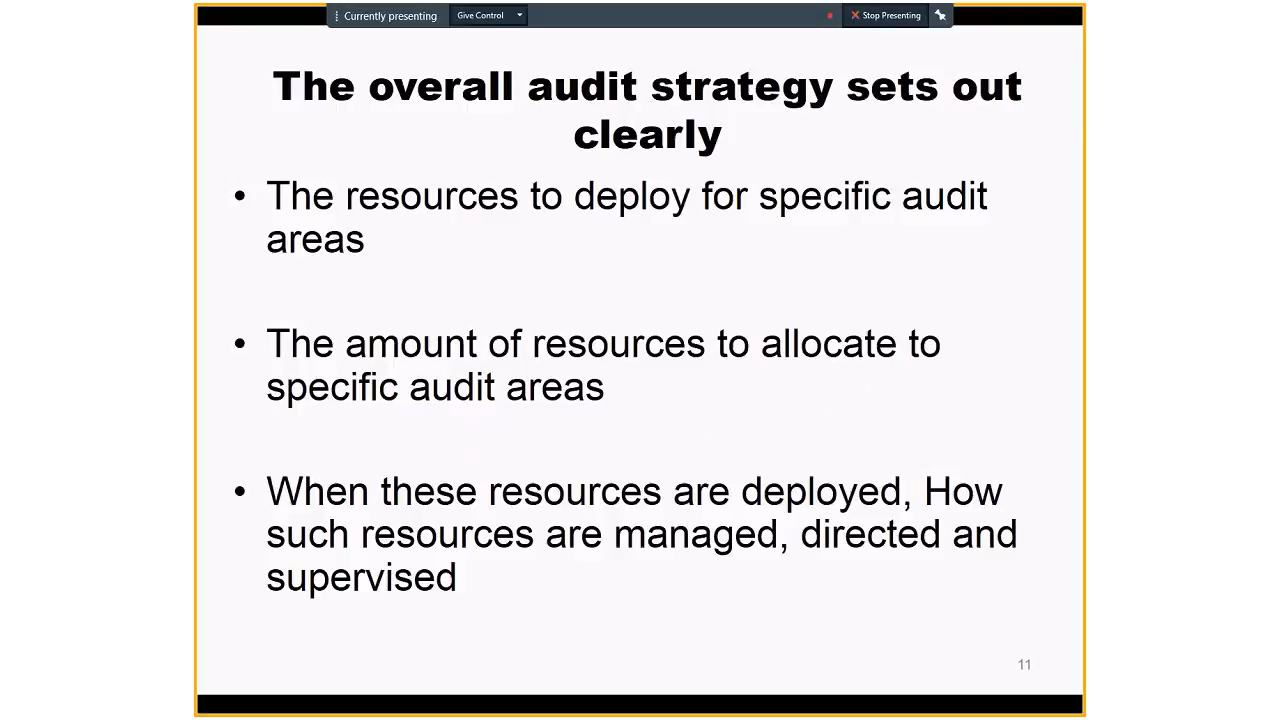 Currently presenting
Give Control
Stop Presenting
The overall audit strategy sets out
clearly
• The resources to deploy for specific audit
areas
• The amount of resources to allocate to
specific audit areas
• When these resources are deployed, How
such resources are managed, directed and
supervised
11